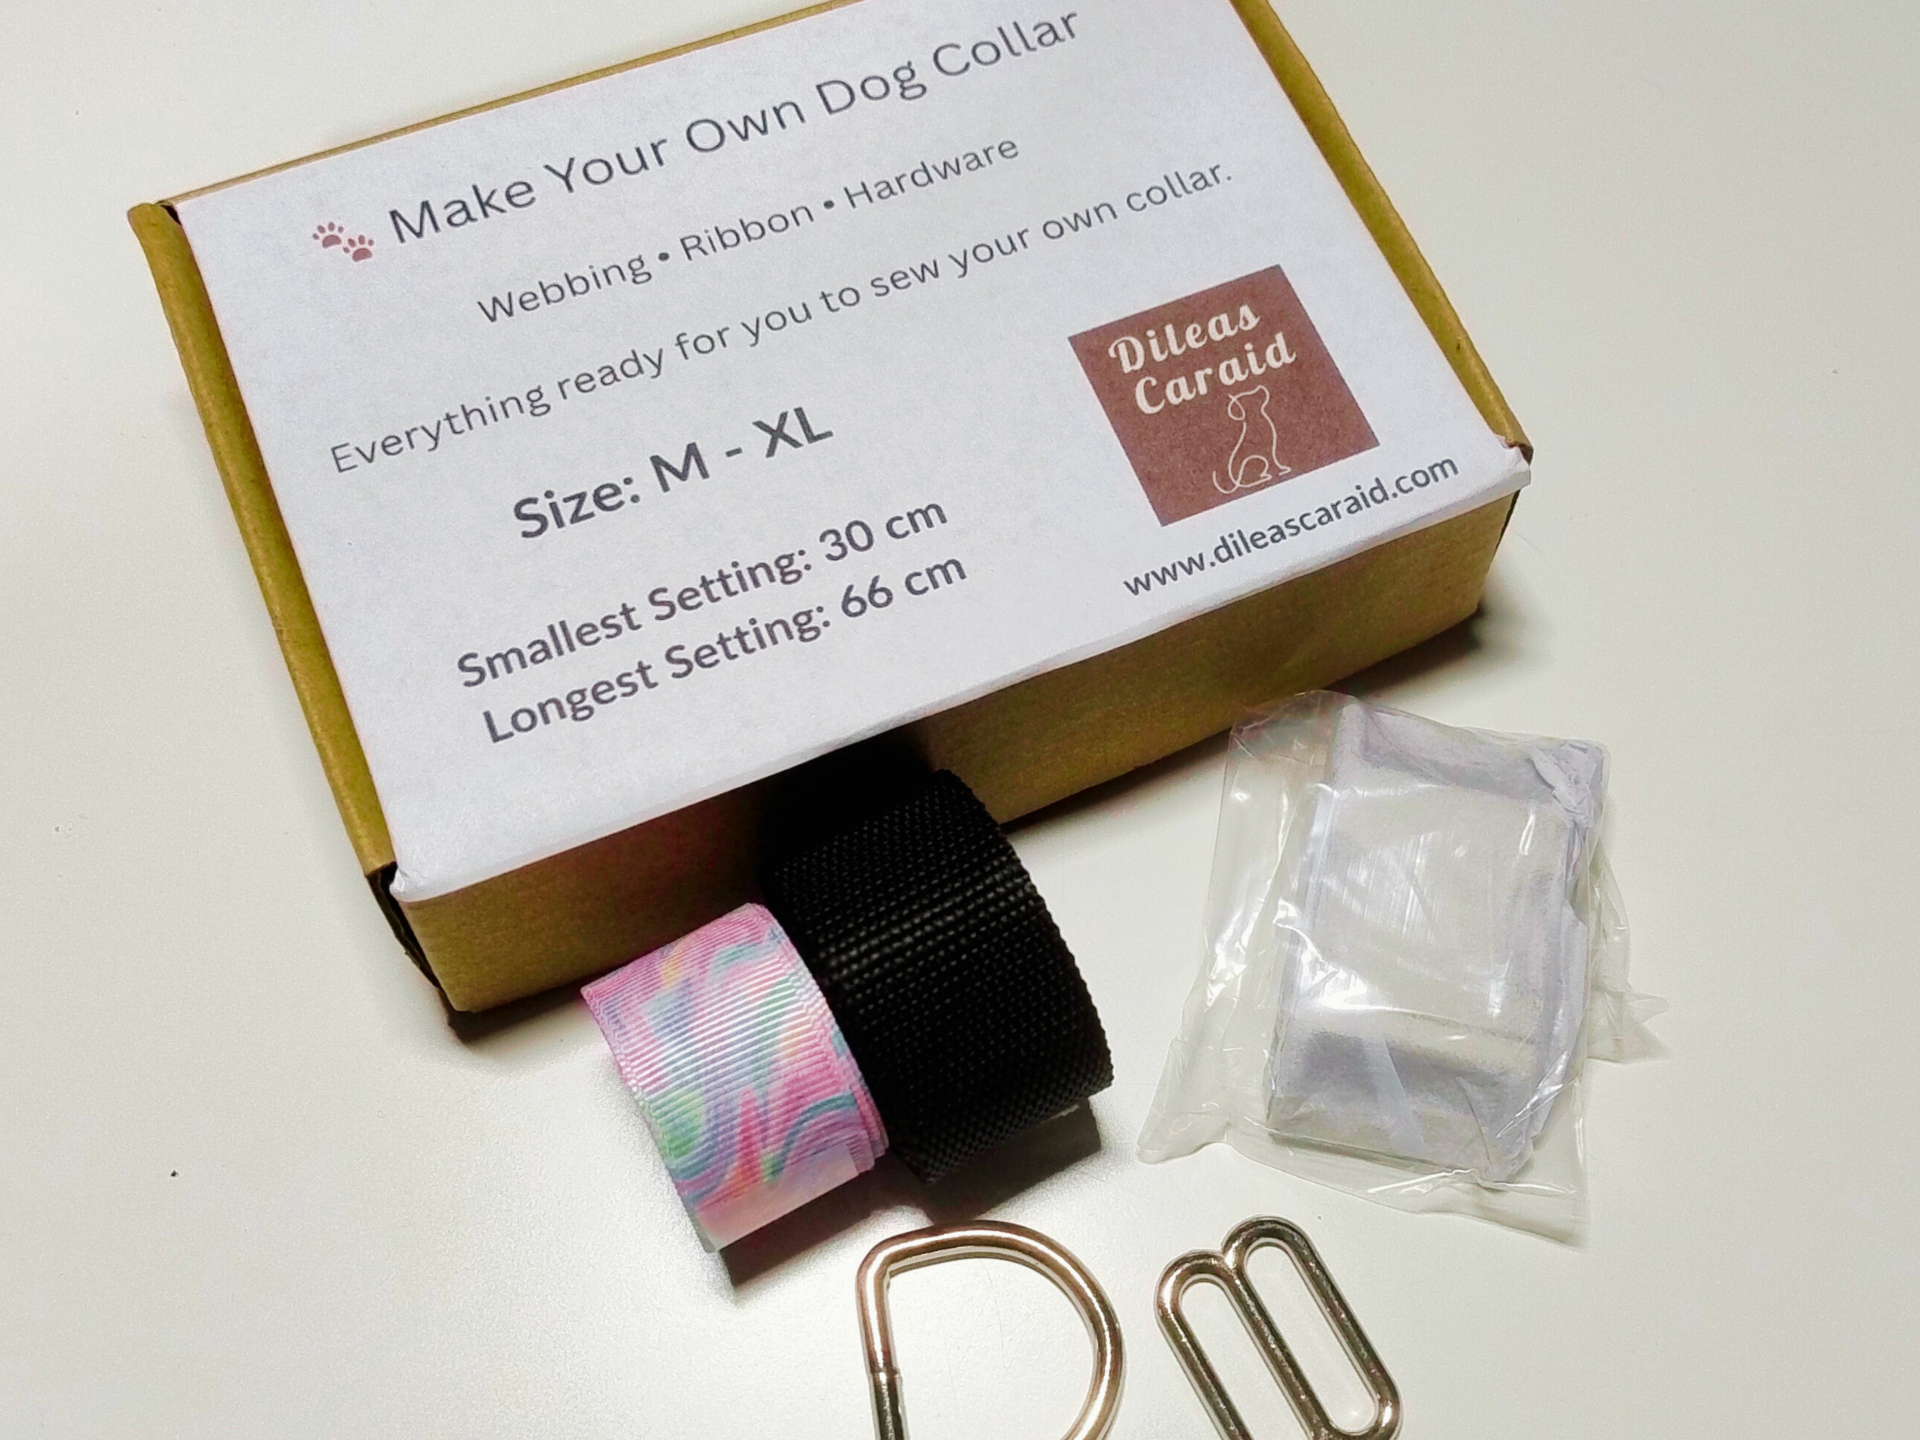 Make Your Own Dog Collar
Webbing • Ribbon • Hardware
Everything ready for you to sew your own collar.
Size: M - XL
Smallest Setting: 30 cm
Longest Setting: 66 cm
Dileas
Caraid
www.dileascaraid.com